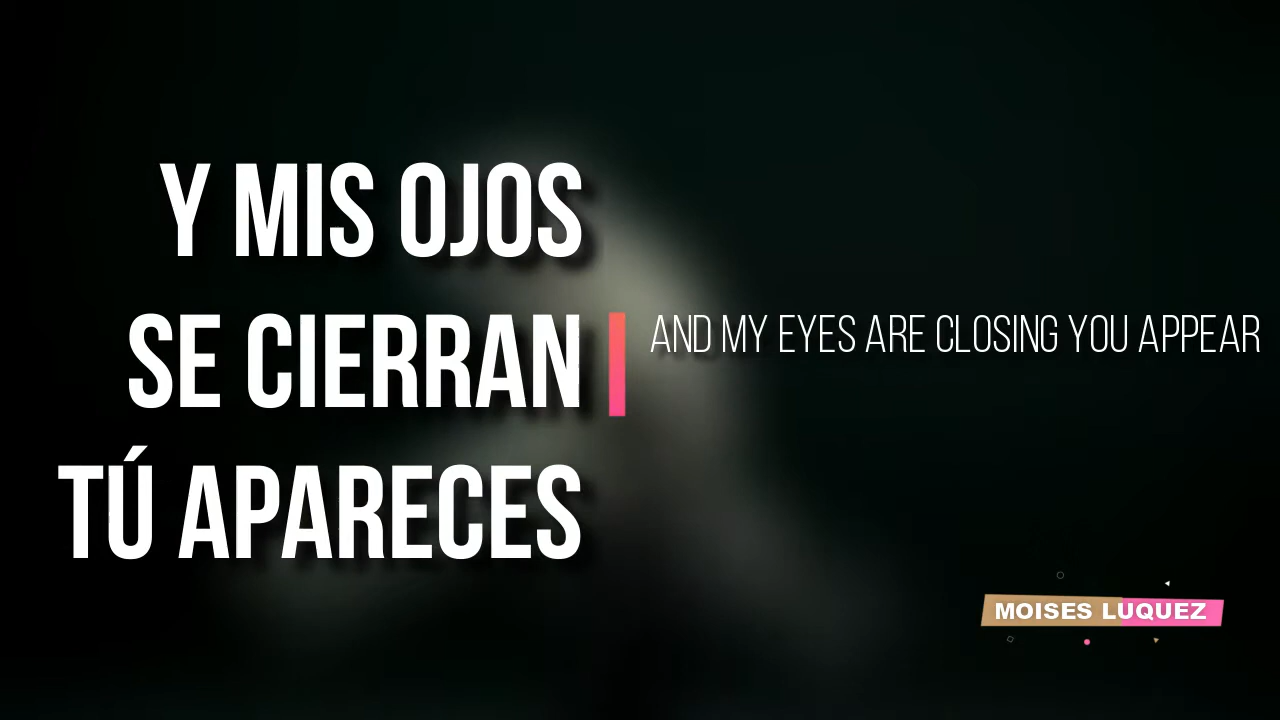 Y MIS OJOS
SE CIERRAN
TÚ APARECES
AND MY EYES ARE CLOSING YOU APPEAR
MOISES LUQUEZ